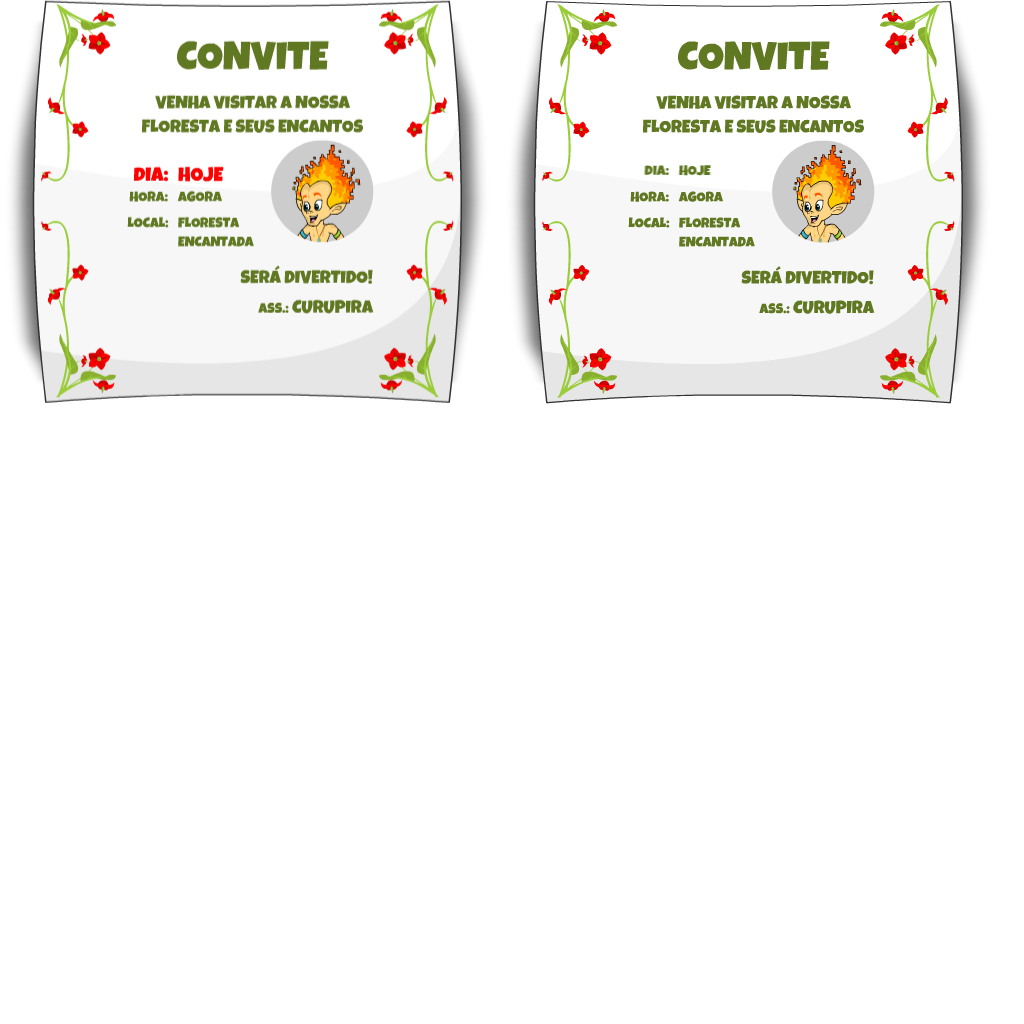 CONVITE
VENHA VISITAR A NOSSA
FLORESTA E SEUS ENCANTOS
DIA: HOJE
HORA: AGORA
LOCAL: FLORESTA
ENCANTADA
SERÁ DIVERTIDO!
ASS.: CURUPIRA
CONVITE
VENHA VISITAR A NOSSA
FLORESTA E SEUS ENCANTOS
DIA: HOJE
HORA: AGORA
LOCAL: FLORESTA
ENCANTADA
SERÁ DIVERTIDO!
ASS.: CURUPIRA